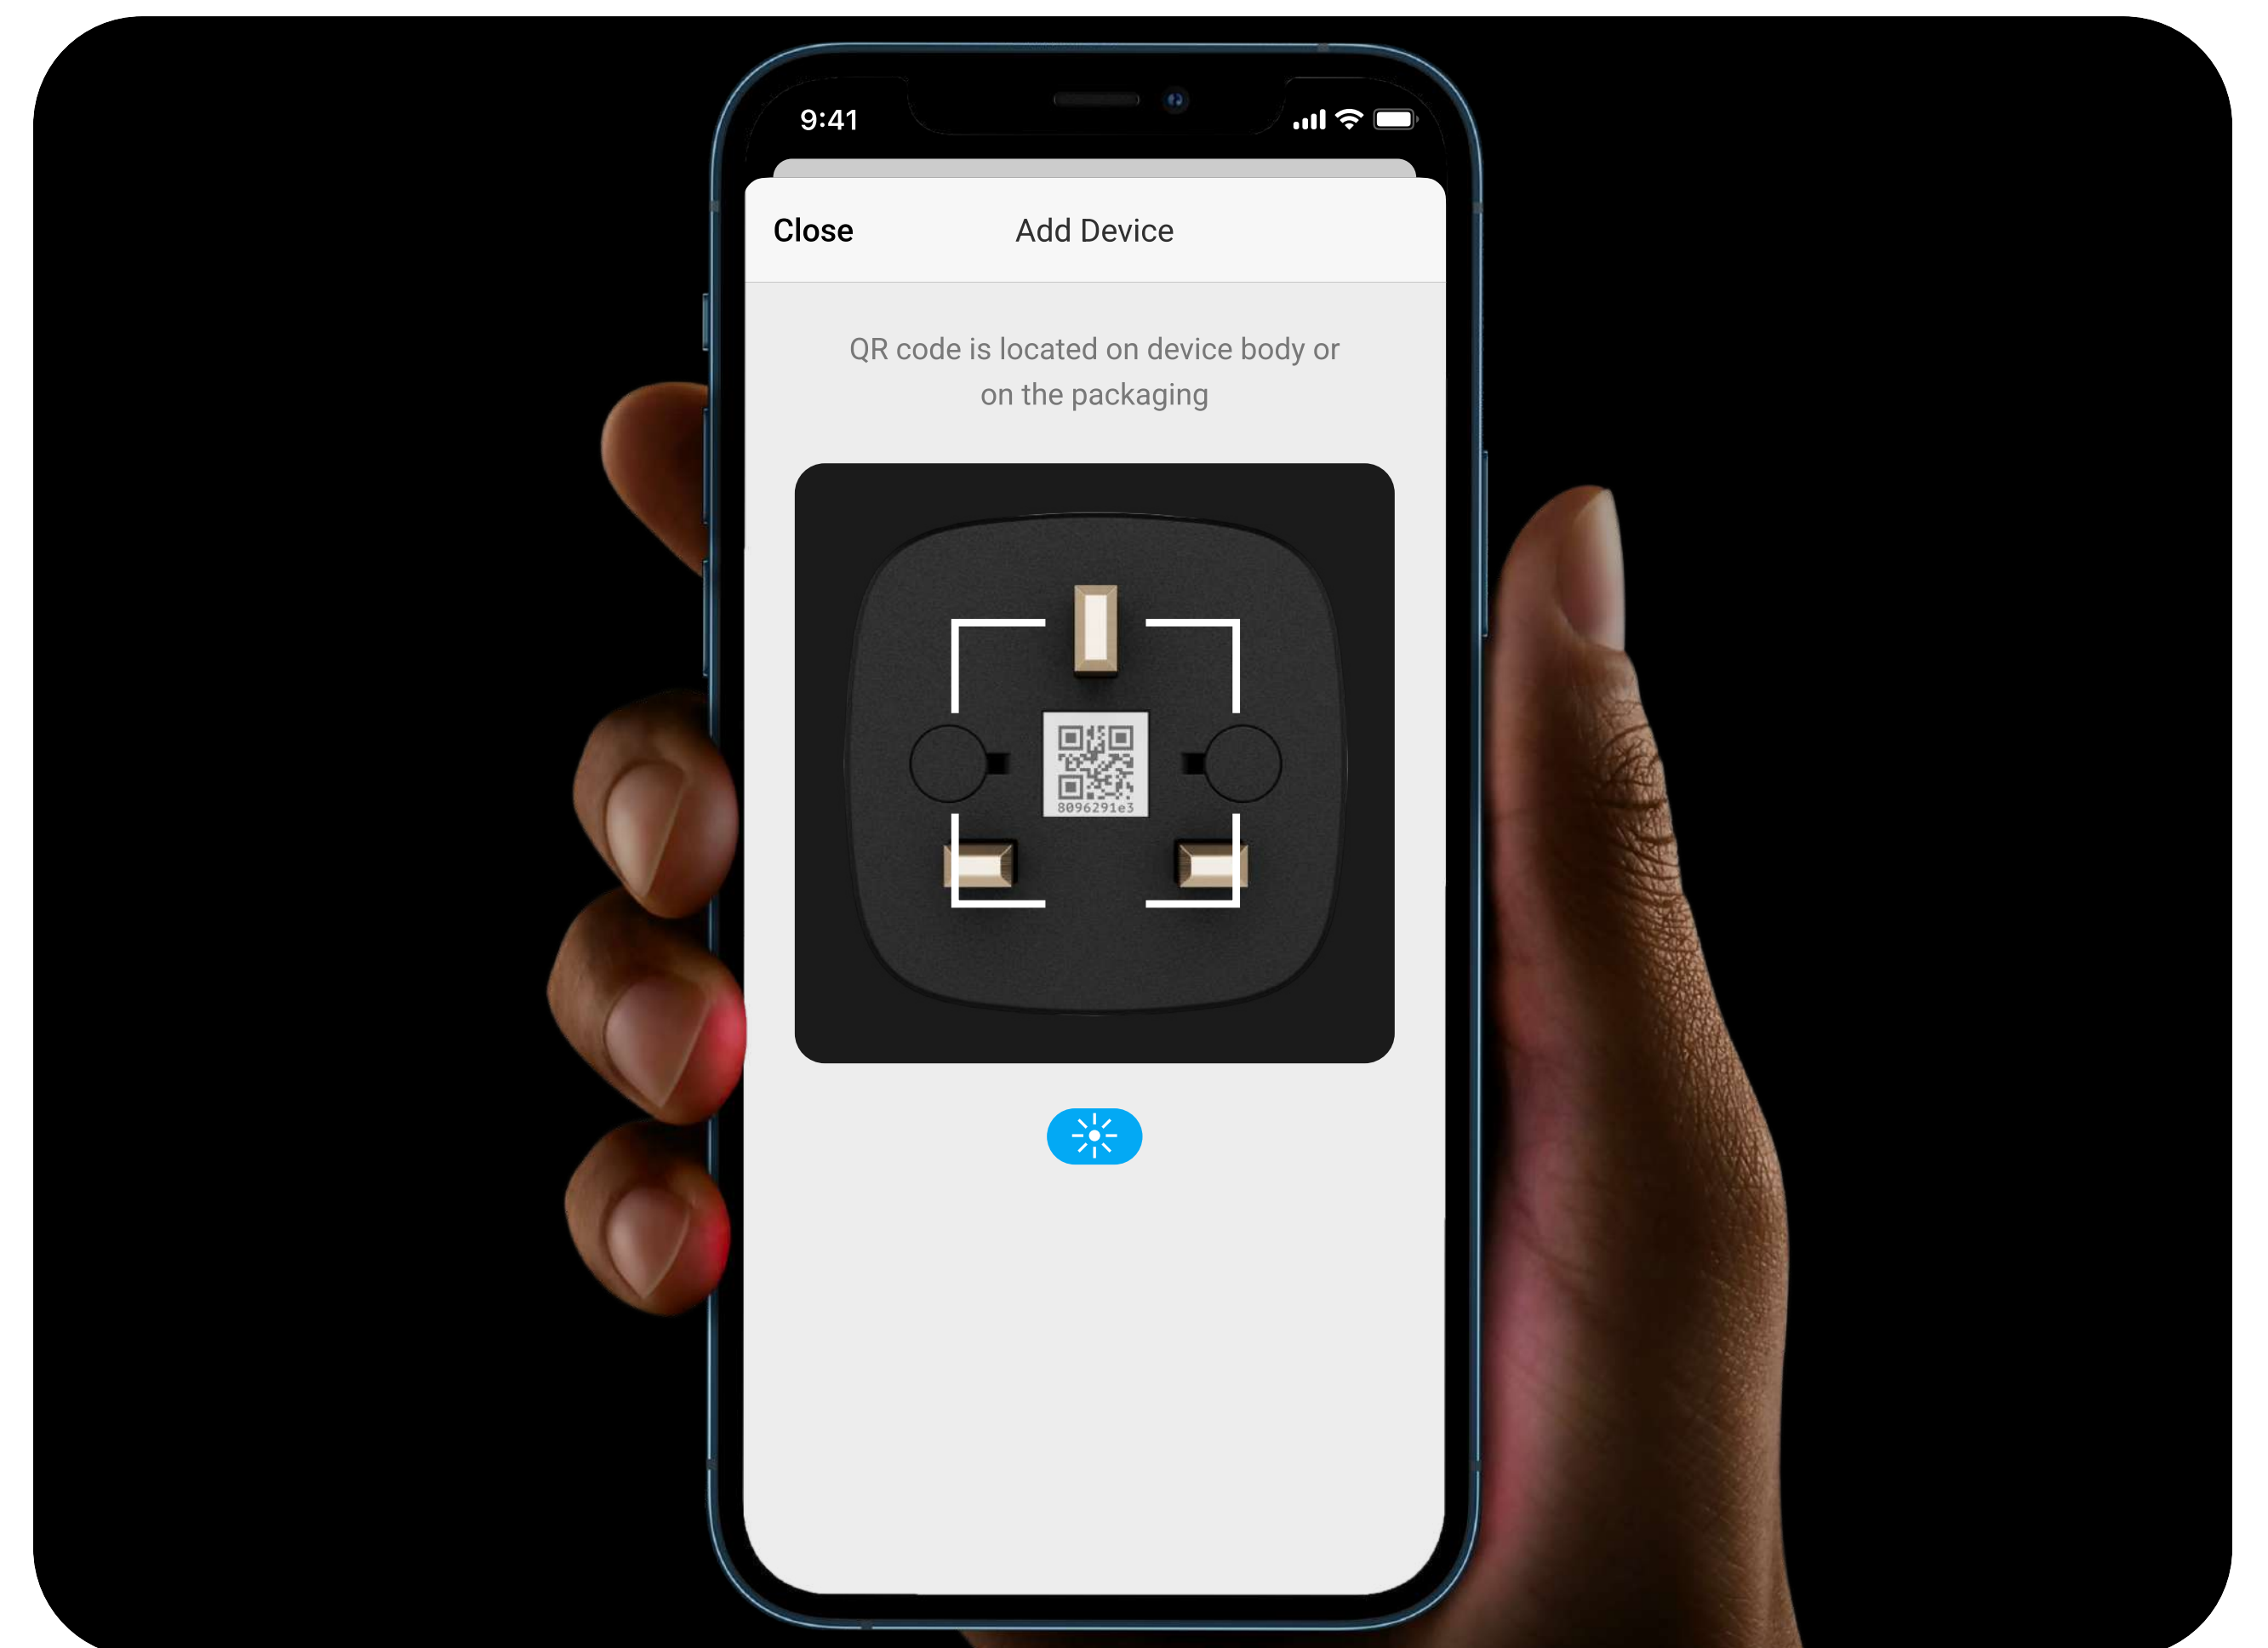 9:41
Close
Add Device
QR code is located on device body or
on the packaging
8096291e3